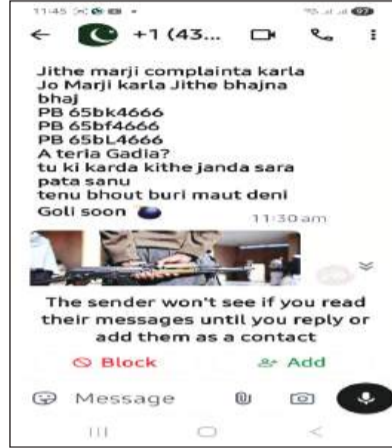 11:45
97
+1 (43...
Jithe marji complainta karla
Jo Marji karla Jithe bhajna
bhaj
PB 65bk4666
PB 65bf4666
PB 65bL4666
A teria Gadia?
tu ki karda kithe janda sara
pata sanu
tenu bhout buri maut deni
Goli soon
11:30 am
The sender won't see if you read
their messages until you reply or
add them as a contact
Block Add
Message